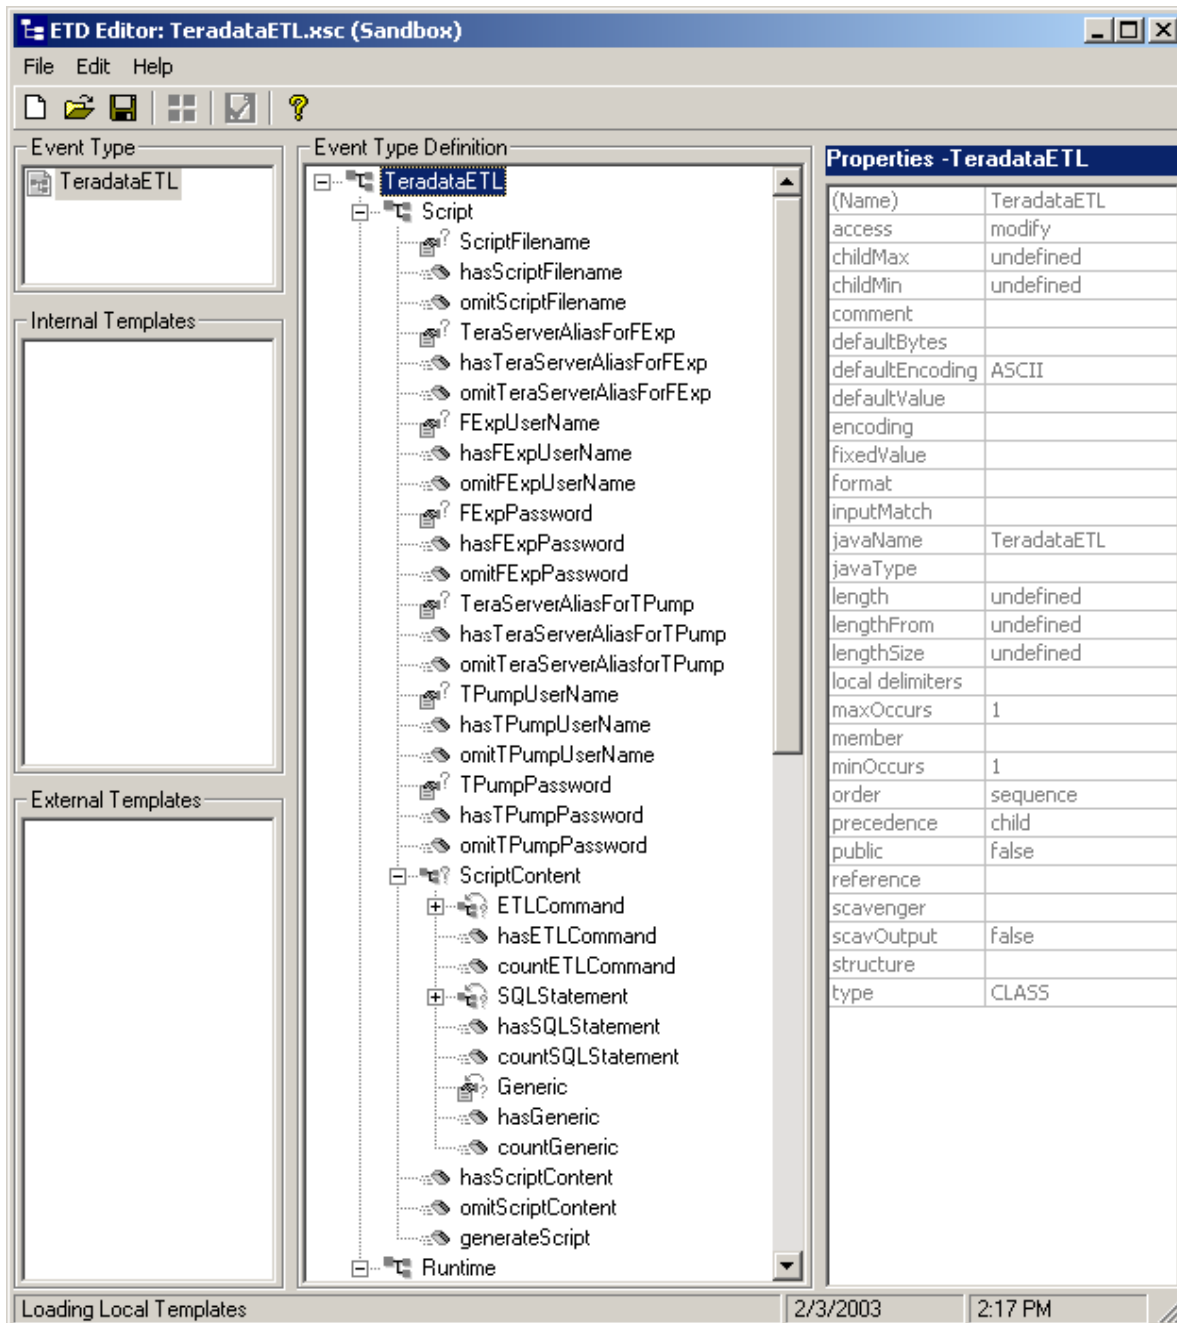 ETD Editor: TeradataETL.xsc (Sandbox)
File Edit Help
Event Type
TeradataETL
Internal Templates
External Templates
Event Type Definition
TeradataETL
Script
ScriptFilename
hasScriptFilename
omitScriptFilename
TeraServerAliasForFExp
hasTeraServerAliasForFExp
omitTeraServerAliasForFExp
FExpUserName
hasFExpUserName
omitFExpUserName
FExpPassword
hasFExpPassword
omitFExpPassword
TeraServerAliasForTPump
hasTeraServerAliasForTPump
omitTeraServerAliasforTPump
TPumpUserName
hasTPumpUserName
omitTPumpUserName
TPumpPassword
hasTPumpPassword
omitTPumpPassword
ScriptContent
ETLCommand
hasETLCommand
countETLCommand
SQLStatement
hasSQLStatement
countSQLStatement
Generic
hasGeneric
countGeneric
hasScriptContent
omitScriptContent
generateScript
Runtime
Properties -TeradataETL
(Name) TeradataETL
access modify
childMax undefined
childMin undefined
comment
defaultBytes
defaultEncoding ASCII
defaultValue
encoding
fixedValue
format
inputMatch
javaName TeradataETL
javaType
length undefined
lengthFrom undefined
lengthSize undefined
local delimiters
maxOccurs 1
member
minOccurs 1
order sequence
precedence child
public false
reference
scavenger
scavOutput false
structure
type CLASS
Loading Local Templates 2/3/2003 2:17 PM